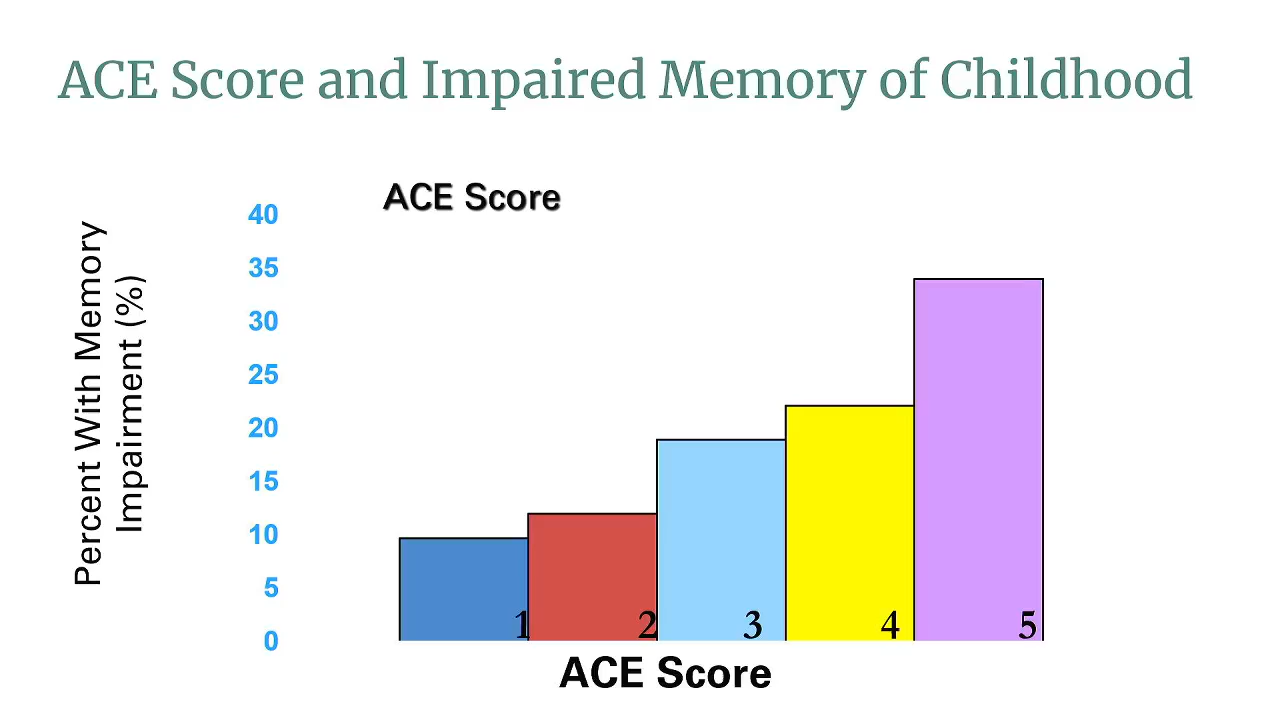 ACE Score and Impaired Memory of Childhood
ACE Score
Percent With Memory
Impairment (%)
40
35
30
25
20
15
10
5
0
1 2 3 4 5
ACE Score